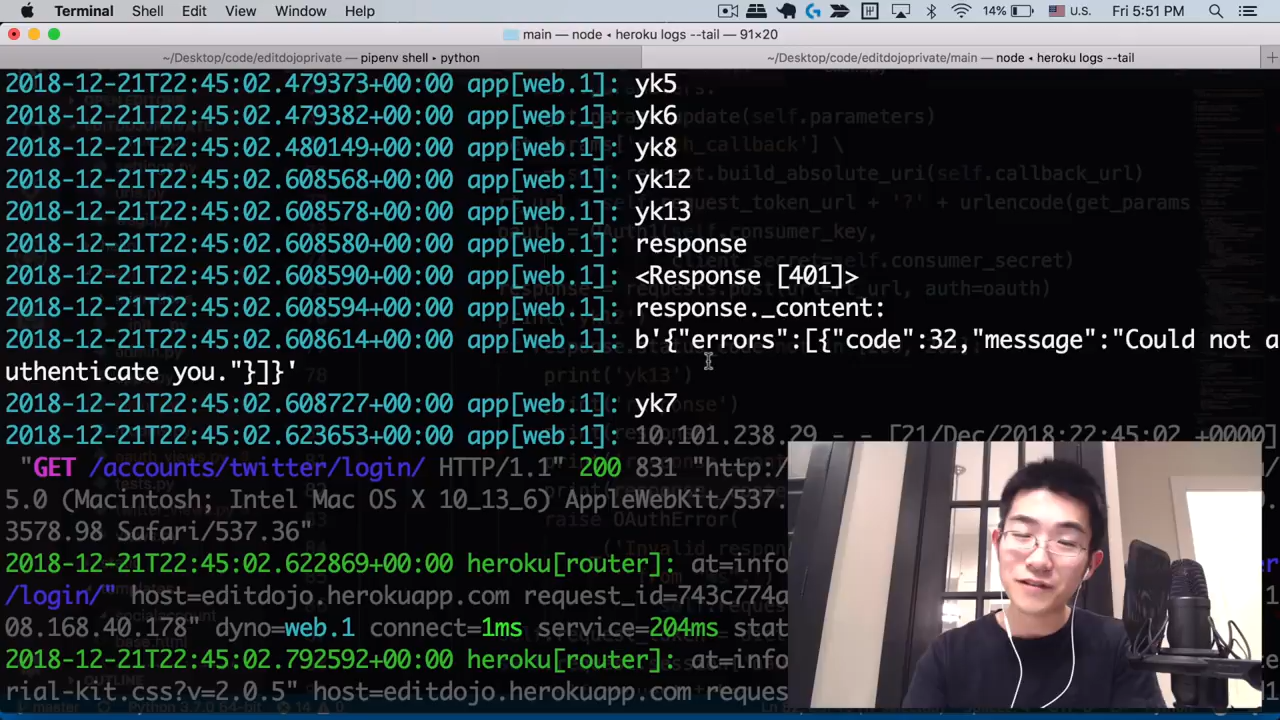 Terminal Shell Edit View Window Help 14% U.S. Fri 5:51 PM
main — node ◂ heroku logs --tail — 91×20
~/Desktop/code/editdojoprivate — pipenv shell ▸ python ~/Desktop/code/editdojoprivate/main — node ◂ heroku logs --tail
2018-12-21T22:45:02.479373+00:00 app[web.1]: yk5
2018-12-21T22:45:02.479382+00:00 app[web.1]: yk6
2018-12-21T22:45:02.480149+00:00 app[web.1]: yk8
2018-12-21T22:45:02.608568+00:00 app[web.1]: yk12
2018-12-21T22:45:02.608578+00:00 app[web.1]: yk13
2018-12-21T22:45:02.608580+00:00 app[web.1]: response
2018-12-21T22:45:02.608590+00:00 app[web.1]: <Response [401]>
2018-12-21T22:45:02.608594+00:00 app[web.1]: response._content:
2018-12-21T22:45:02.608614+00:00 app[web.1]: b'{"errors":[{"code":32,"message":"Could not a
uthenticate you."}]}'
2018-12-21T22:45:02.608727+00:00 app[web.1]: yk7
2018-12-21T22:45:02.623653+00:00 app[web.1]: 10.101.238.29 - - [21/Dec/2018:22:45:02 +0000]
"GET /accounts/twitter/login/ HTTP/1.1" 200 831 "http:/
5.0 (Macintosh; Intel Mac OS X 10_13_6) AppleWebKit/537.
3578.98 Safari/537.36"
2018-12-21T22:45:02.622869+00:00 heroku[router]: at=info
/login/" host=editdojo.herokuapp.com request_id=743c774a
08.168.40.178" dyno=web.1 connect=1ms service=204ms stat
2018-12-21T22:45:02.792592+00:00 heroku[router]: at=info
rial-kit.css?v=2.0.5" host=editdojo.herokuapp.com reques